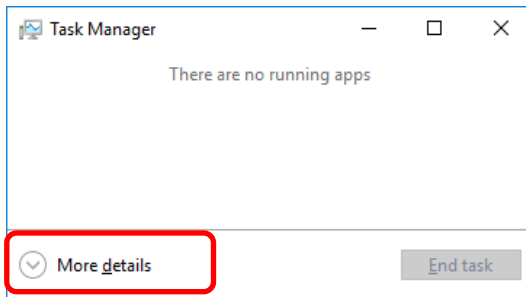 Task Manager
There are no running apps
More details
End task